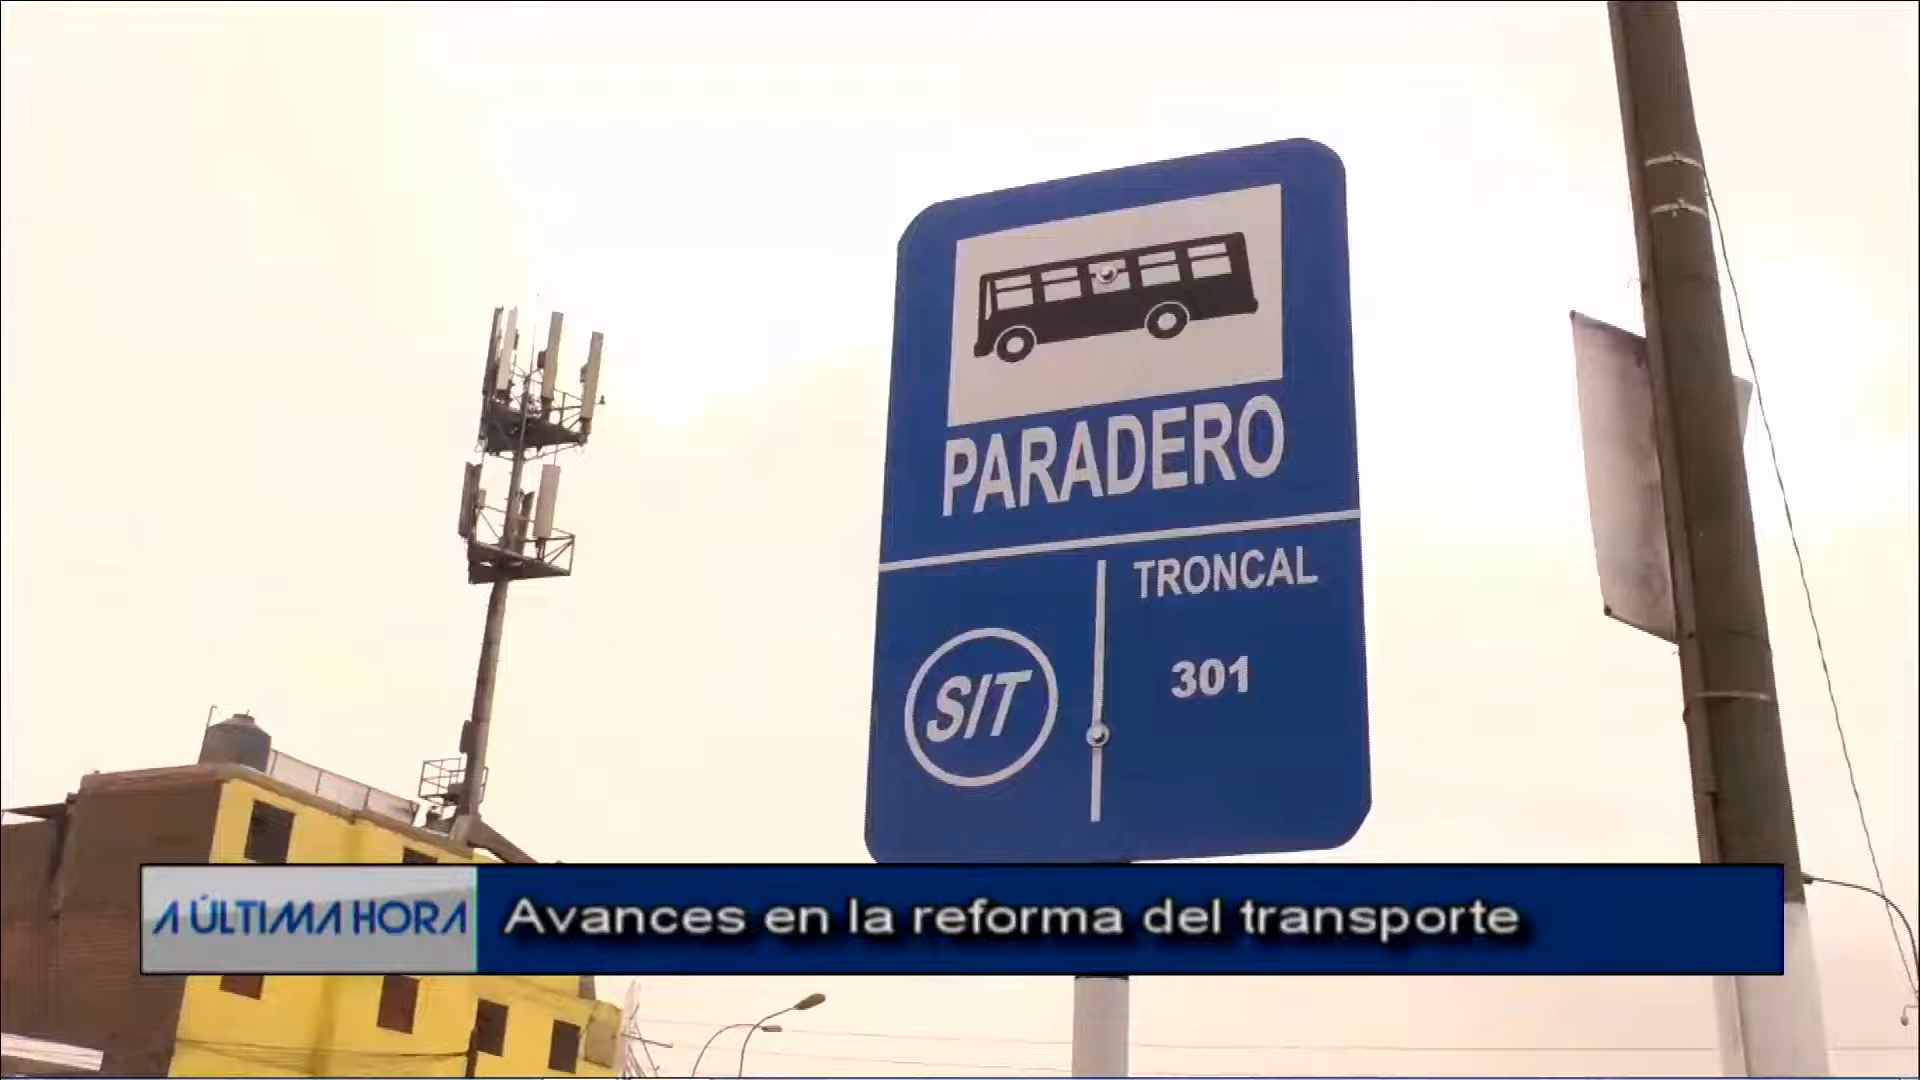 PARADERO
TRONCAL
SIT
301
A ÚLTIMA HORA
Avances en la reforma del transporte